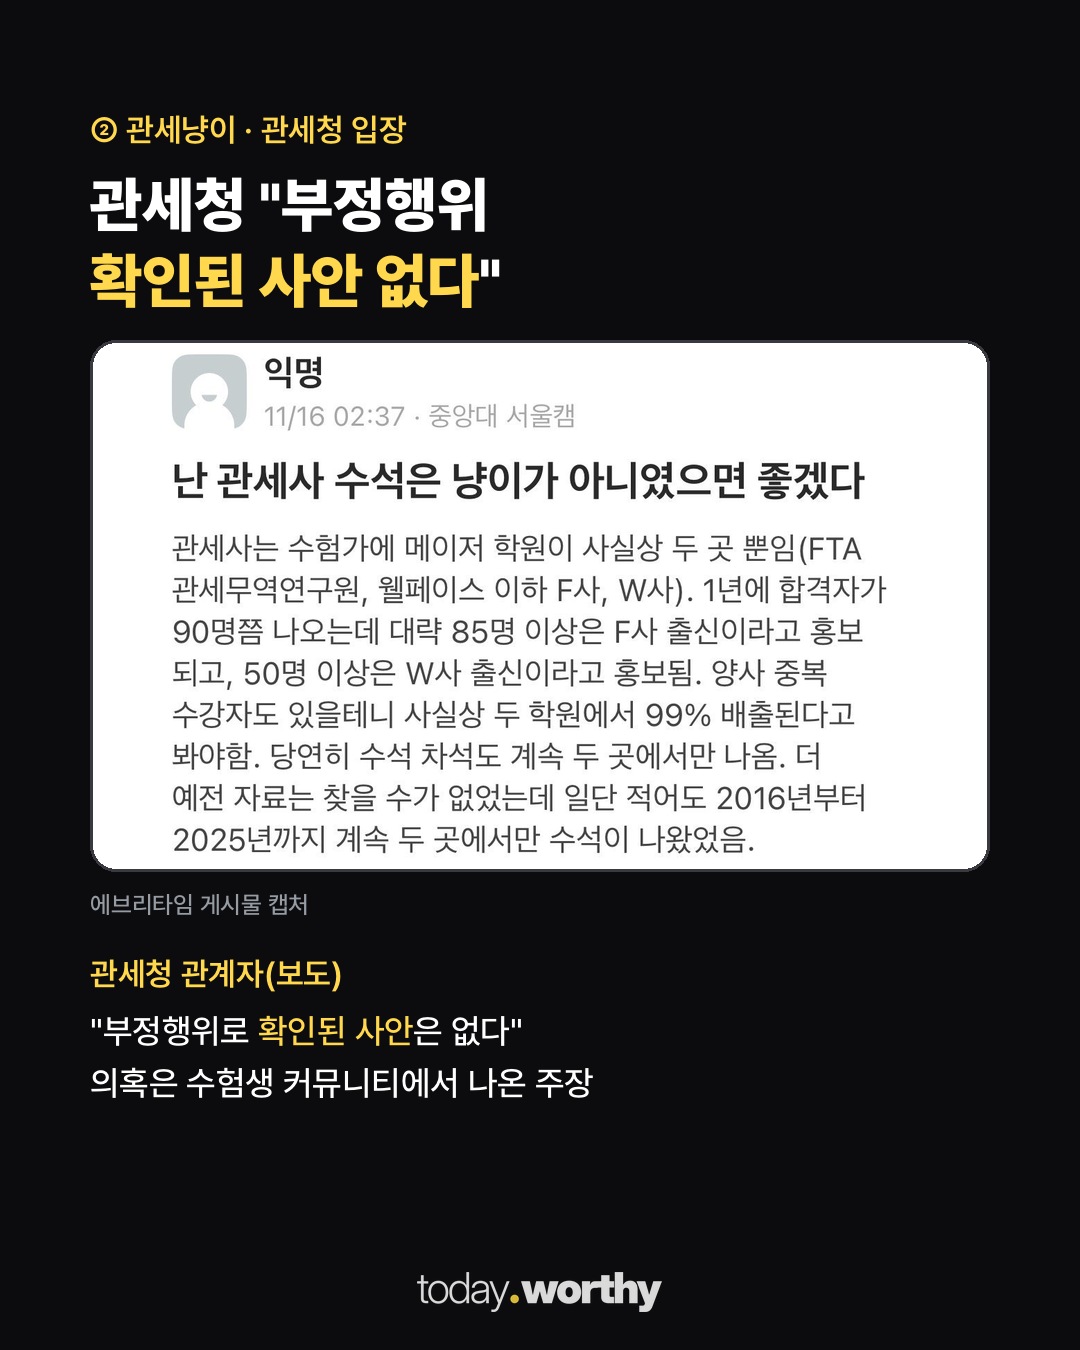 ② 관세냥이 · 관세청 입장
관세청 "부정행위
확인된 사안 없다"
익명
11/16 02:37 · 중앙대 서울캠
난 관세사 수석은 냥이가 아니였으면 좋겠다
관세사는 수험가에 메이저 학원이 사실상 두 곳 뿐임(FTA
관세무역연구원, 웰페이스 이하 F사, W사). 1년에 합격자가
90명쯤 나오는데 대략 85명 이상은 F사 출신이라고 홍보
되고, 50명 이상은 W사 출신이라고 홍보됨. 양사 중복
수강자도 있을테니 사실상 두 학원에서 99% 배출된다고
봐야함. 당연히 수석 차석도 계속 두 곳에서만 나옴. 더
예전 자료는 찾을 수가 없었는데 일단 적어도 2016년부터
2025년까지 계속 두 곳에서만 수석이 나왔었음.
에브리타임 게시물 캡처
관세청 관계자(보도)
"부정행위로 확인된 사안은 없다"
의혹은 수험생 커뮤니티에서 나온 주장
today.worthy